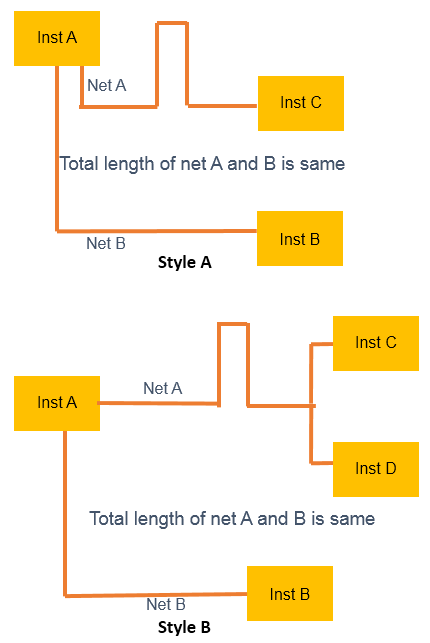 Inst A
Net A
Inst C
Total length of net A and B is same
Inst B
Net B
Style A
Inst C
Net A
Inst A
Inst D
Total length of net A and B is same
Inst B
Net B
Style B